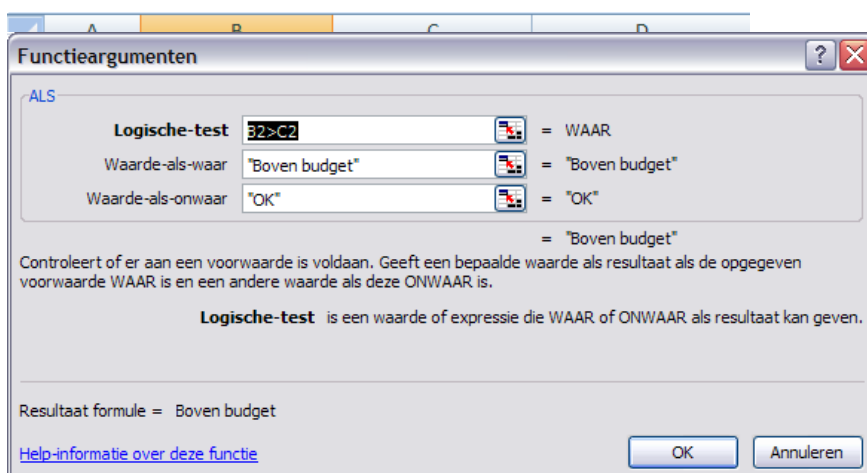 A B C D
Functieargumenten ?
ALS
Logische-test B2>C2 = WAAR
Waarde-als-waar "Boven budget" = "Boven budget"
Waarde-als-onwaar "OK" = "OK"
= "Boven budget"
Controleert of er aan een voorwaarde is voldaan. Geeft een bepaalde waarde als resultaat als de opgegeven
voorwaarde WAAR is en een andere waarde als deze ONWAAR is.
Logische-test is een waarde of expressie die WAAR of ONWAAR als resultaat kan geven.
Resultaat formule = Boven budget
Help-informatie over deze functie OK Annuleren